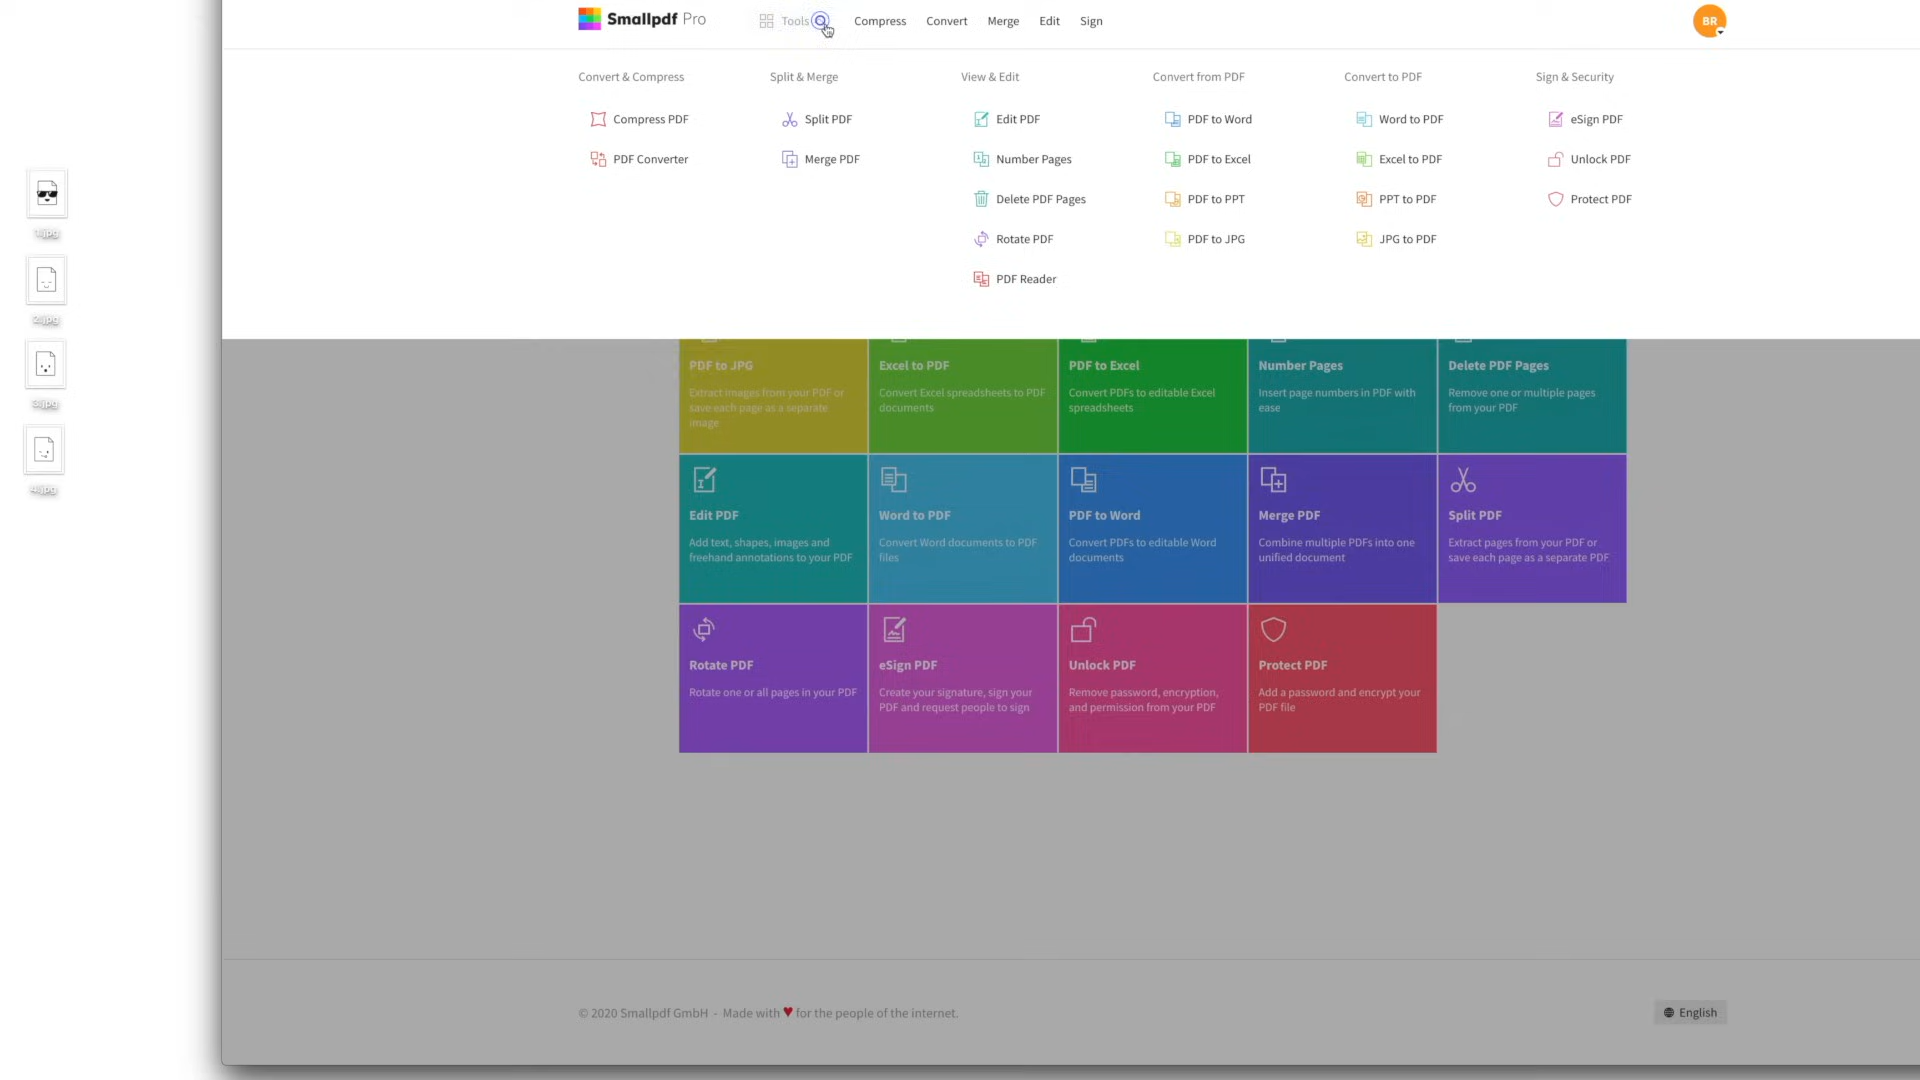 Smallpdf Pro
Tools
Compress
Convert
Merge
Edit
Sign
BR
Convert & Compress
Compress PDF
PDF Converter
Split & Merge
Split PDF
Merge PDF
View & Edit
Edit PDF
Number Pages
Delete PDF Pages
Rotate PDF
PDF Reader
Convert from PDF
PDF to Word
PDF to Excel
PDF to PPT
PDF to JPG
Convert to PDF
Word to PDF
Excel to PDF
PPT to PDF
JPG to PDF
Sign & Security
eSign PDF
Unlock PDF
Protect PDF
1.jpg
2.jpg
3.jpg
4.jpg
PDF to JPG
Extract images from your PDF or
save each page as a separate
image
Excel to PDF
Convert Excel spreadsheets to PDF
documents
PDF to Excel
Convert PDFs to editable Excel
spreadsheets
Number Pages
Insert page numbers in PDF with
ease
Delete PDF Pages
Remove one or multiple pages
from your PDF
Edit PDF
Add text, shapes, images and
freehand annotations to your PDF
Word to PDF
Convert Word documents to PDF
files
PDF to Word
Convert PDFs to editable Word
documents
Merge PDF
Combine multiple PDFs into one
unified document
Split PDF
Extract pages from your PDF or
save each page as a separate PDF
Rotate PDF
Rotate one or all pages in your PDF
eSign PDF
Create your signature, sign your
PDF and request people to sign
Unlock PDF
Remove password, encryption,
and permission from your PDF
Protect PDF
Add a password and encrypt your
PDF file
© 2020 Smallpdf GmbH - Made with ♥ for the people of the internet.
English